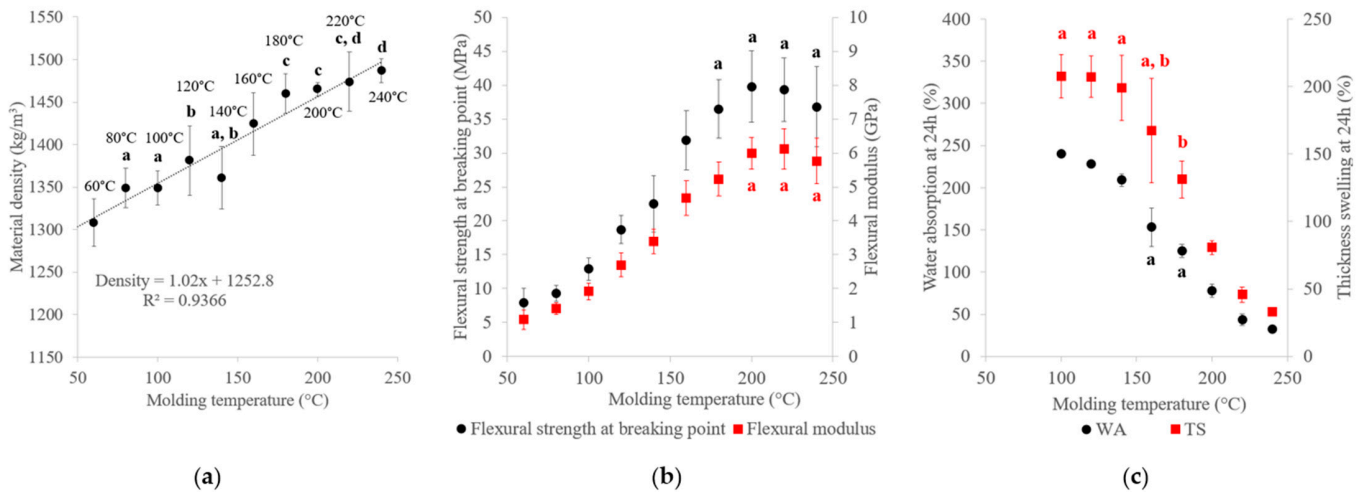 1550
1500
1450
1400
1350
1300
1250
1200
1150
Material density (kg/m³)
60°C
80°C
a
100°C
a
120°C
b
140°C
a, b
160°C
180°C
c
200°C
c
220°C
c, d
240°C
d
Density = 1.02x + 1252.8
R² = 0.9366
50 100 150 200 250
Molding temperature (°C)
(a)
50
45
40
35
30
25
20
15
10
5
0
Flexural strength at breaking point (MPa)
a a a a
a a a
10
9
8
7
6
5
4
3
2
1
0
Flexural modulus (GPa)
50 100 150 200 250
Molding temperature (°C)
Flexural strength at breaking point Flexural modulus
(b)
400
350
300
250
200
150
100
50
0
Water absorption at 24h (%)
a a a a, b b
a a
250
200
150
100
50
0
Thickness swelling at 24h (%)
50 100 150 200 250
Molding temperature (°C)
WA TS
(c)